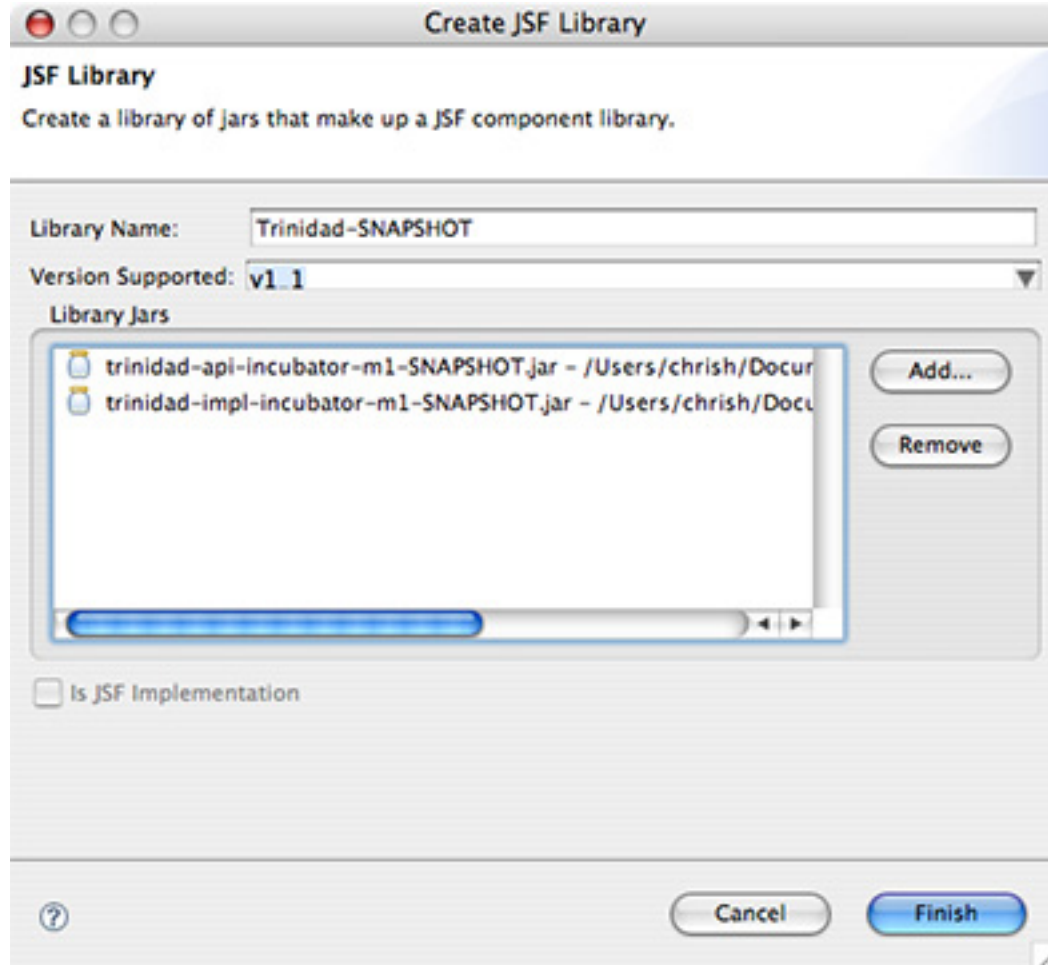 Create JSF Library
JSF Library
Create a library of jars that make up a JSF component library.
Library Name: Trinidad-SNAPSHOT
Version Supported: v1_1
Library Jars
trinidad-api-incubator-m1-SNAPSHOT.jar - /Users/chrish/Docur
Add...
trinidad-impl-incubator-m1-SNAPSHOT.jar - /Users/chrish/Docu
Remove
Is JSF Implementation
?
Cancel Finish